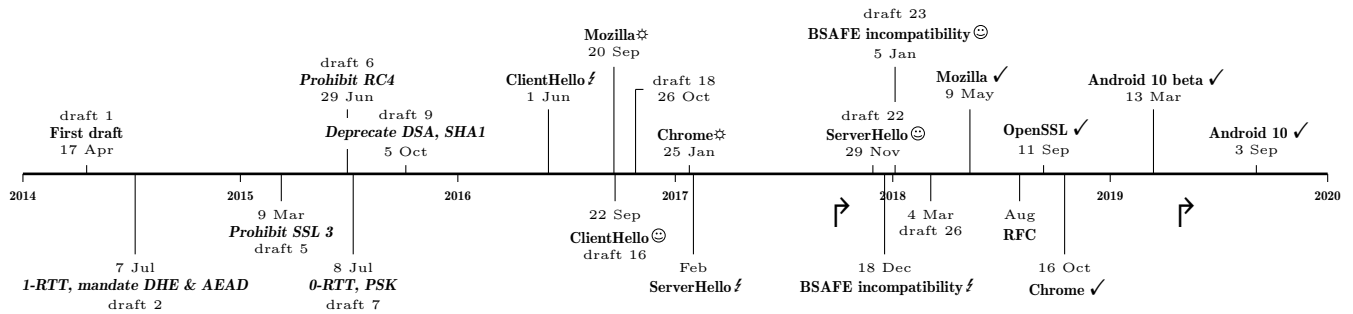 draft 1
First draft
17 Apr
draft 6
Prohibit RC4
29 Jun
draft 9
Deprecate DSA, SHA1
5 Oct
ClientHello
1 Jun
Mozilla
20 Sep
draft 18
26 Oct
Chrome
25 Jan
draft 23
BSAFE incompatibility
5 Jan
draft 22
ServerHello
29 Nov
Mozilla ✓
9 May
OpenSSL ✓
11 Sep
Android 10 beta ✓
13 Mar
Android 10 ✓
3 Sep
2014 2015 2016 2017 2018 2019 2020
7 Jul
1-RTT, mandate DHE & AEAD
draft 2
9 Mar
Prohibit SSL 3
draft 5
8 Jul
0-RTT, PSK
draft 7
22 Sep
ClientHello
draft 16
Feb
ServerHello
18 Dec
BSAFE incompatibility
4 Mar
draft 26
Aug
RFC
16 Oct
Chrome ✓